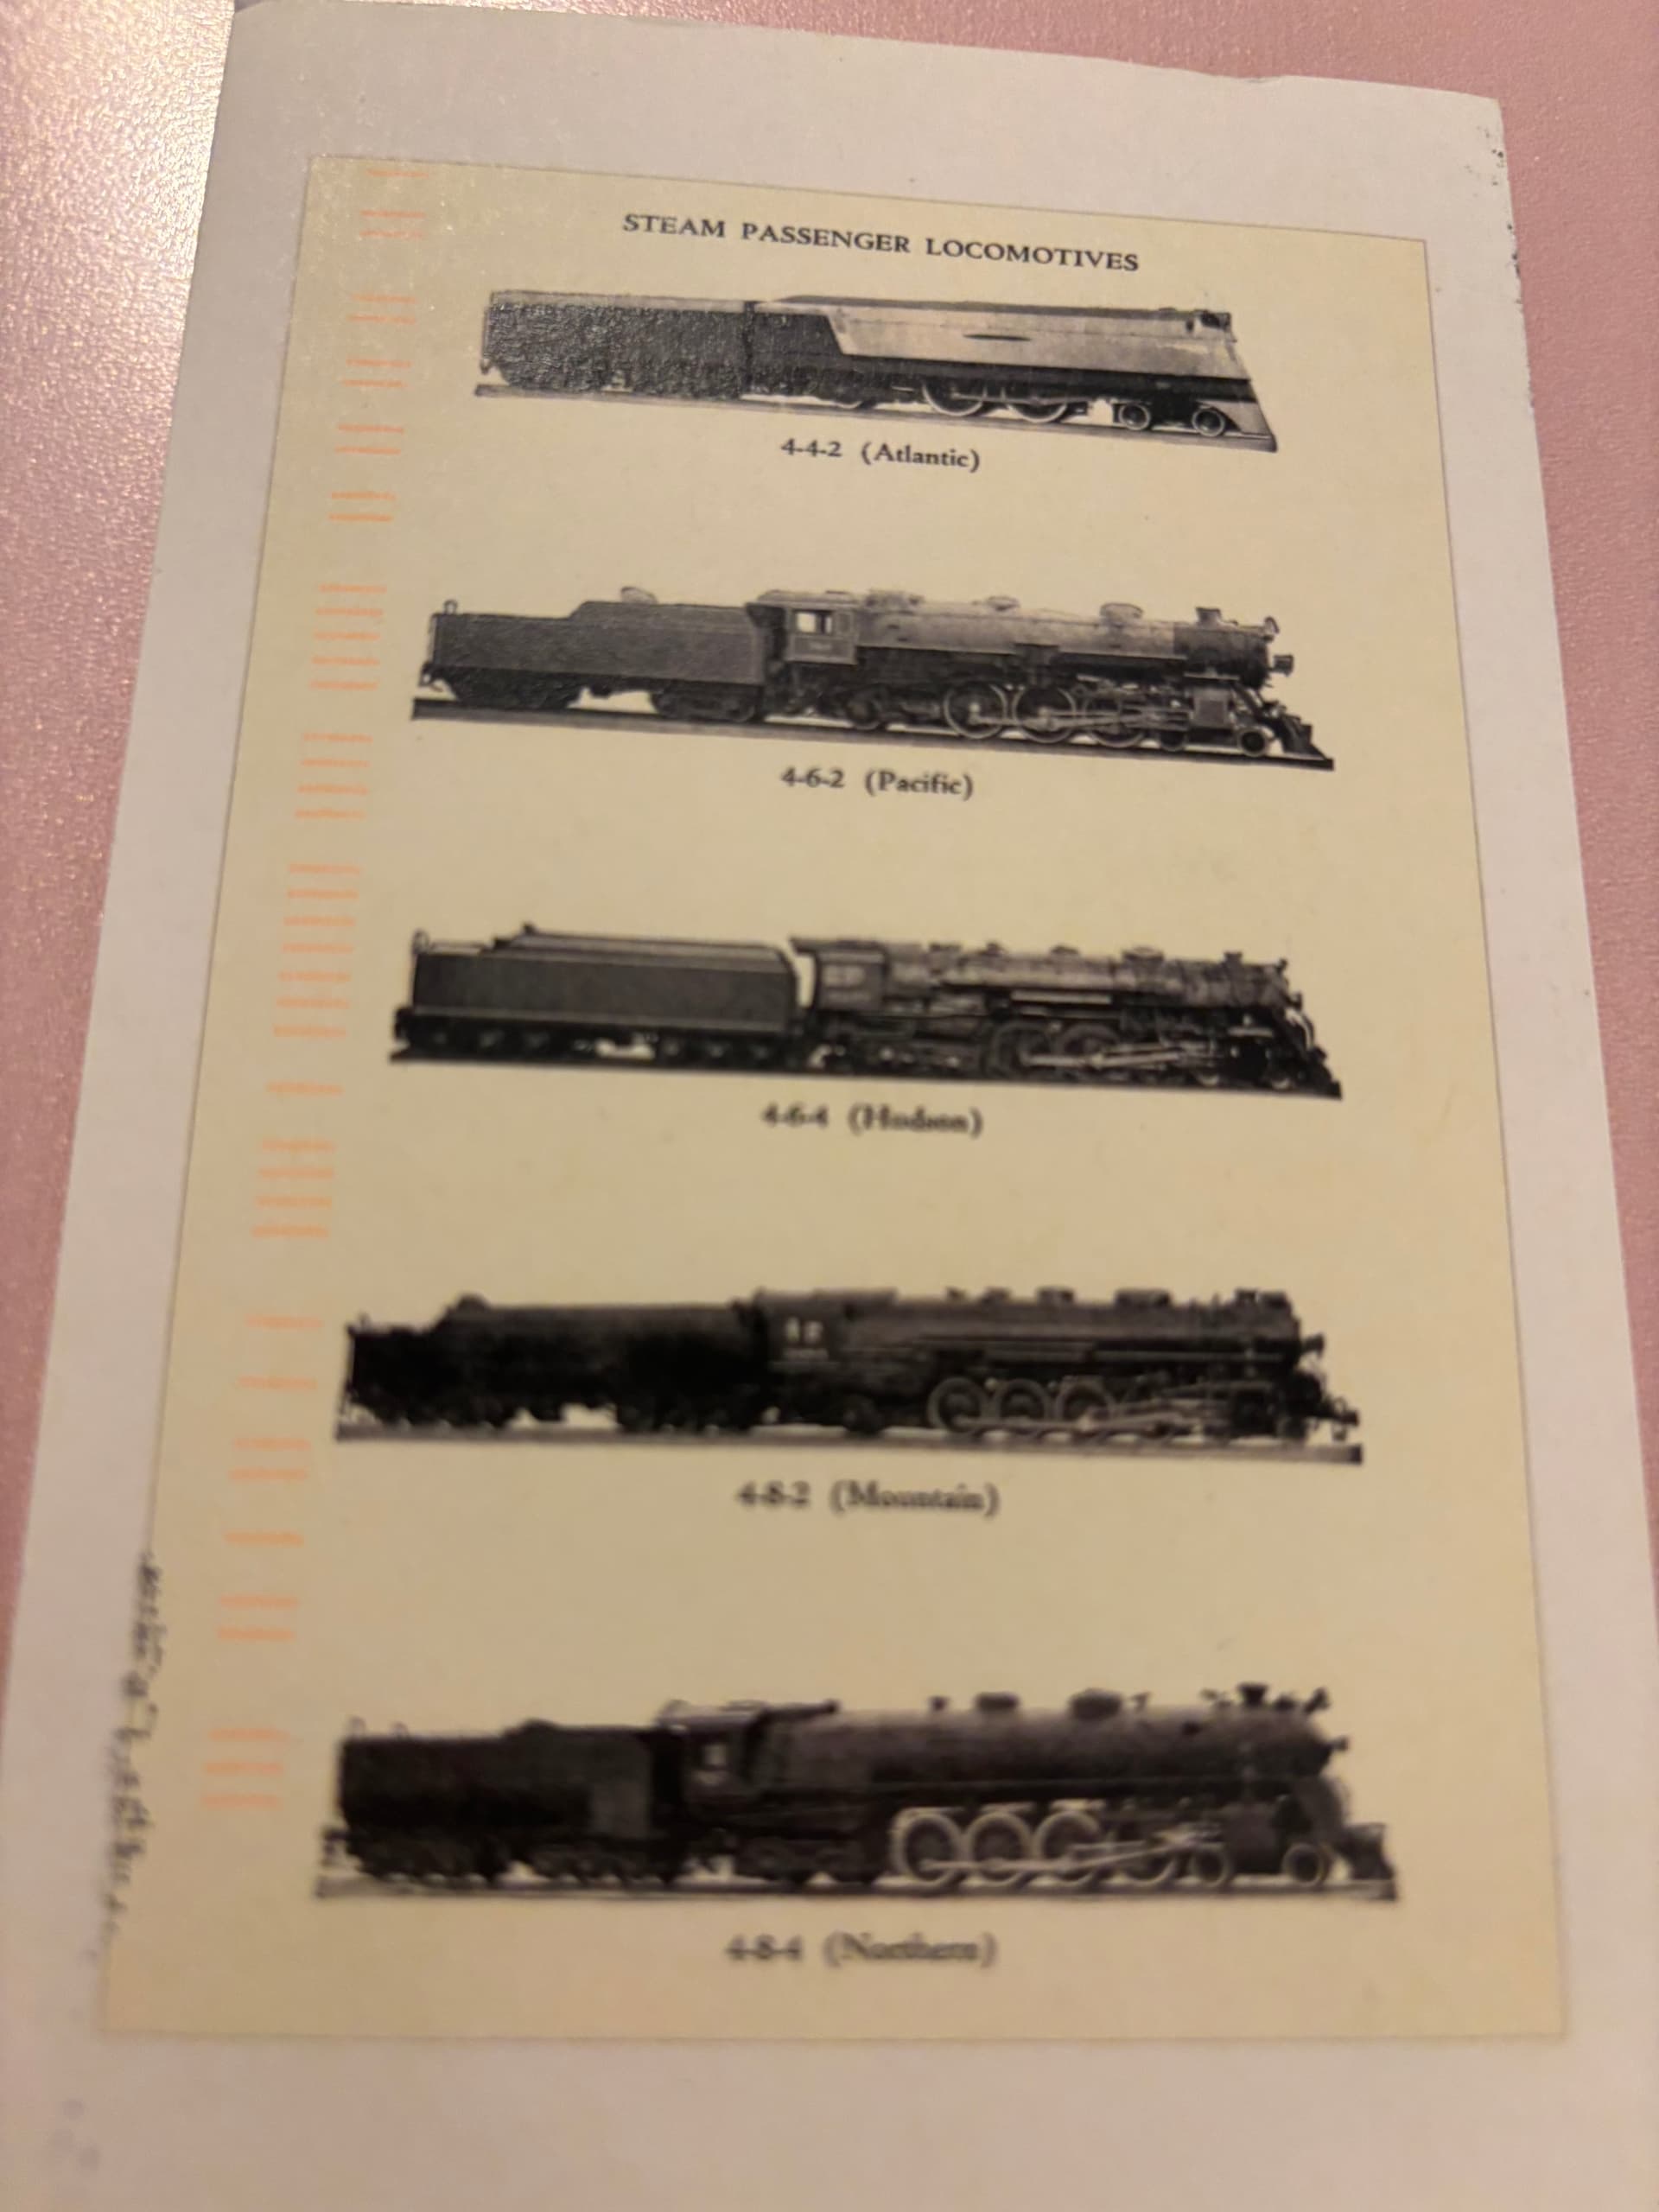 STEAM PASSENGER LOCOMOTIVES
4-4-2 (Atlantic)
4-6-2 (Pacific)
4-6-4 (Hudson)
4-8-2 (Mountain)
4-8-4 (Northern)